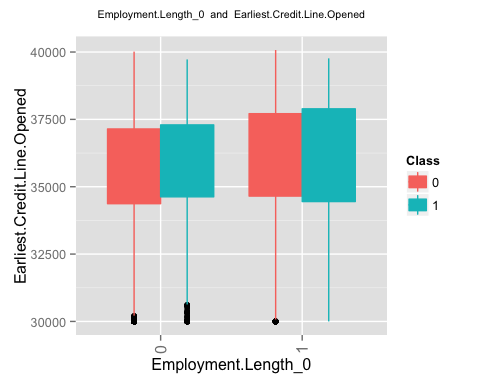 Employment.Length_0 and Earliest.Credit.Line.Opened
Earliest.Credit.Line.Opened
40000
37500
35000
32500
30000
0
1
Employment.Length_0
Class
0
1